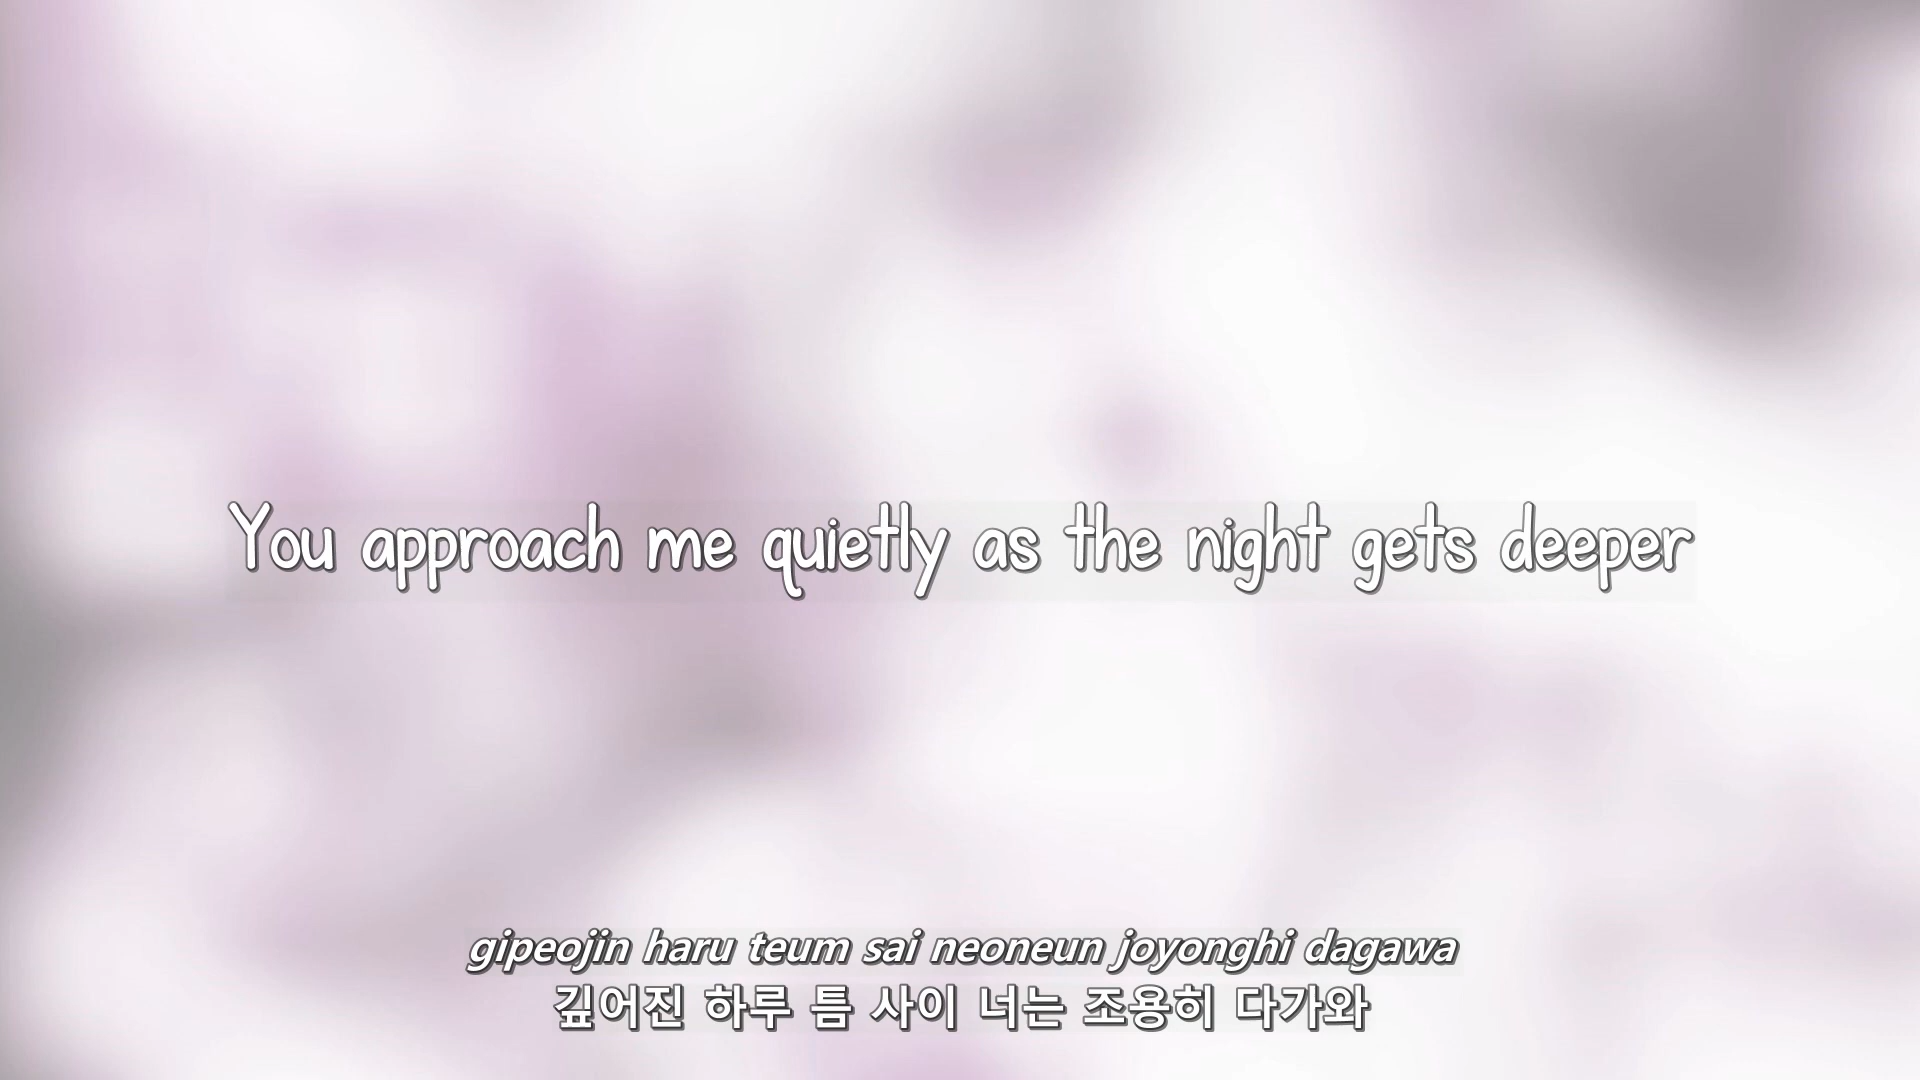 You approach me quietly as the night gets deeper
gipeojin haru teum sai neoneun joyonghi dagawa
깊어진 하루 틈 사이 너는 조용히 다가와